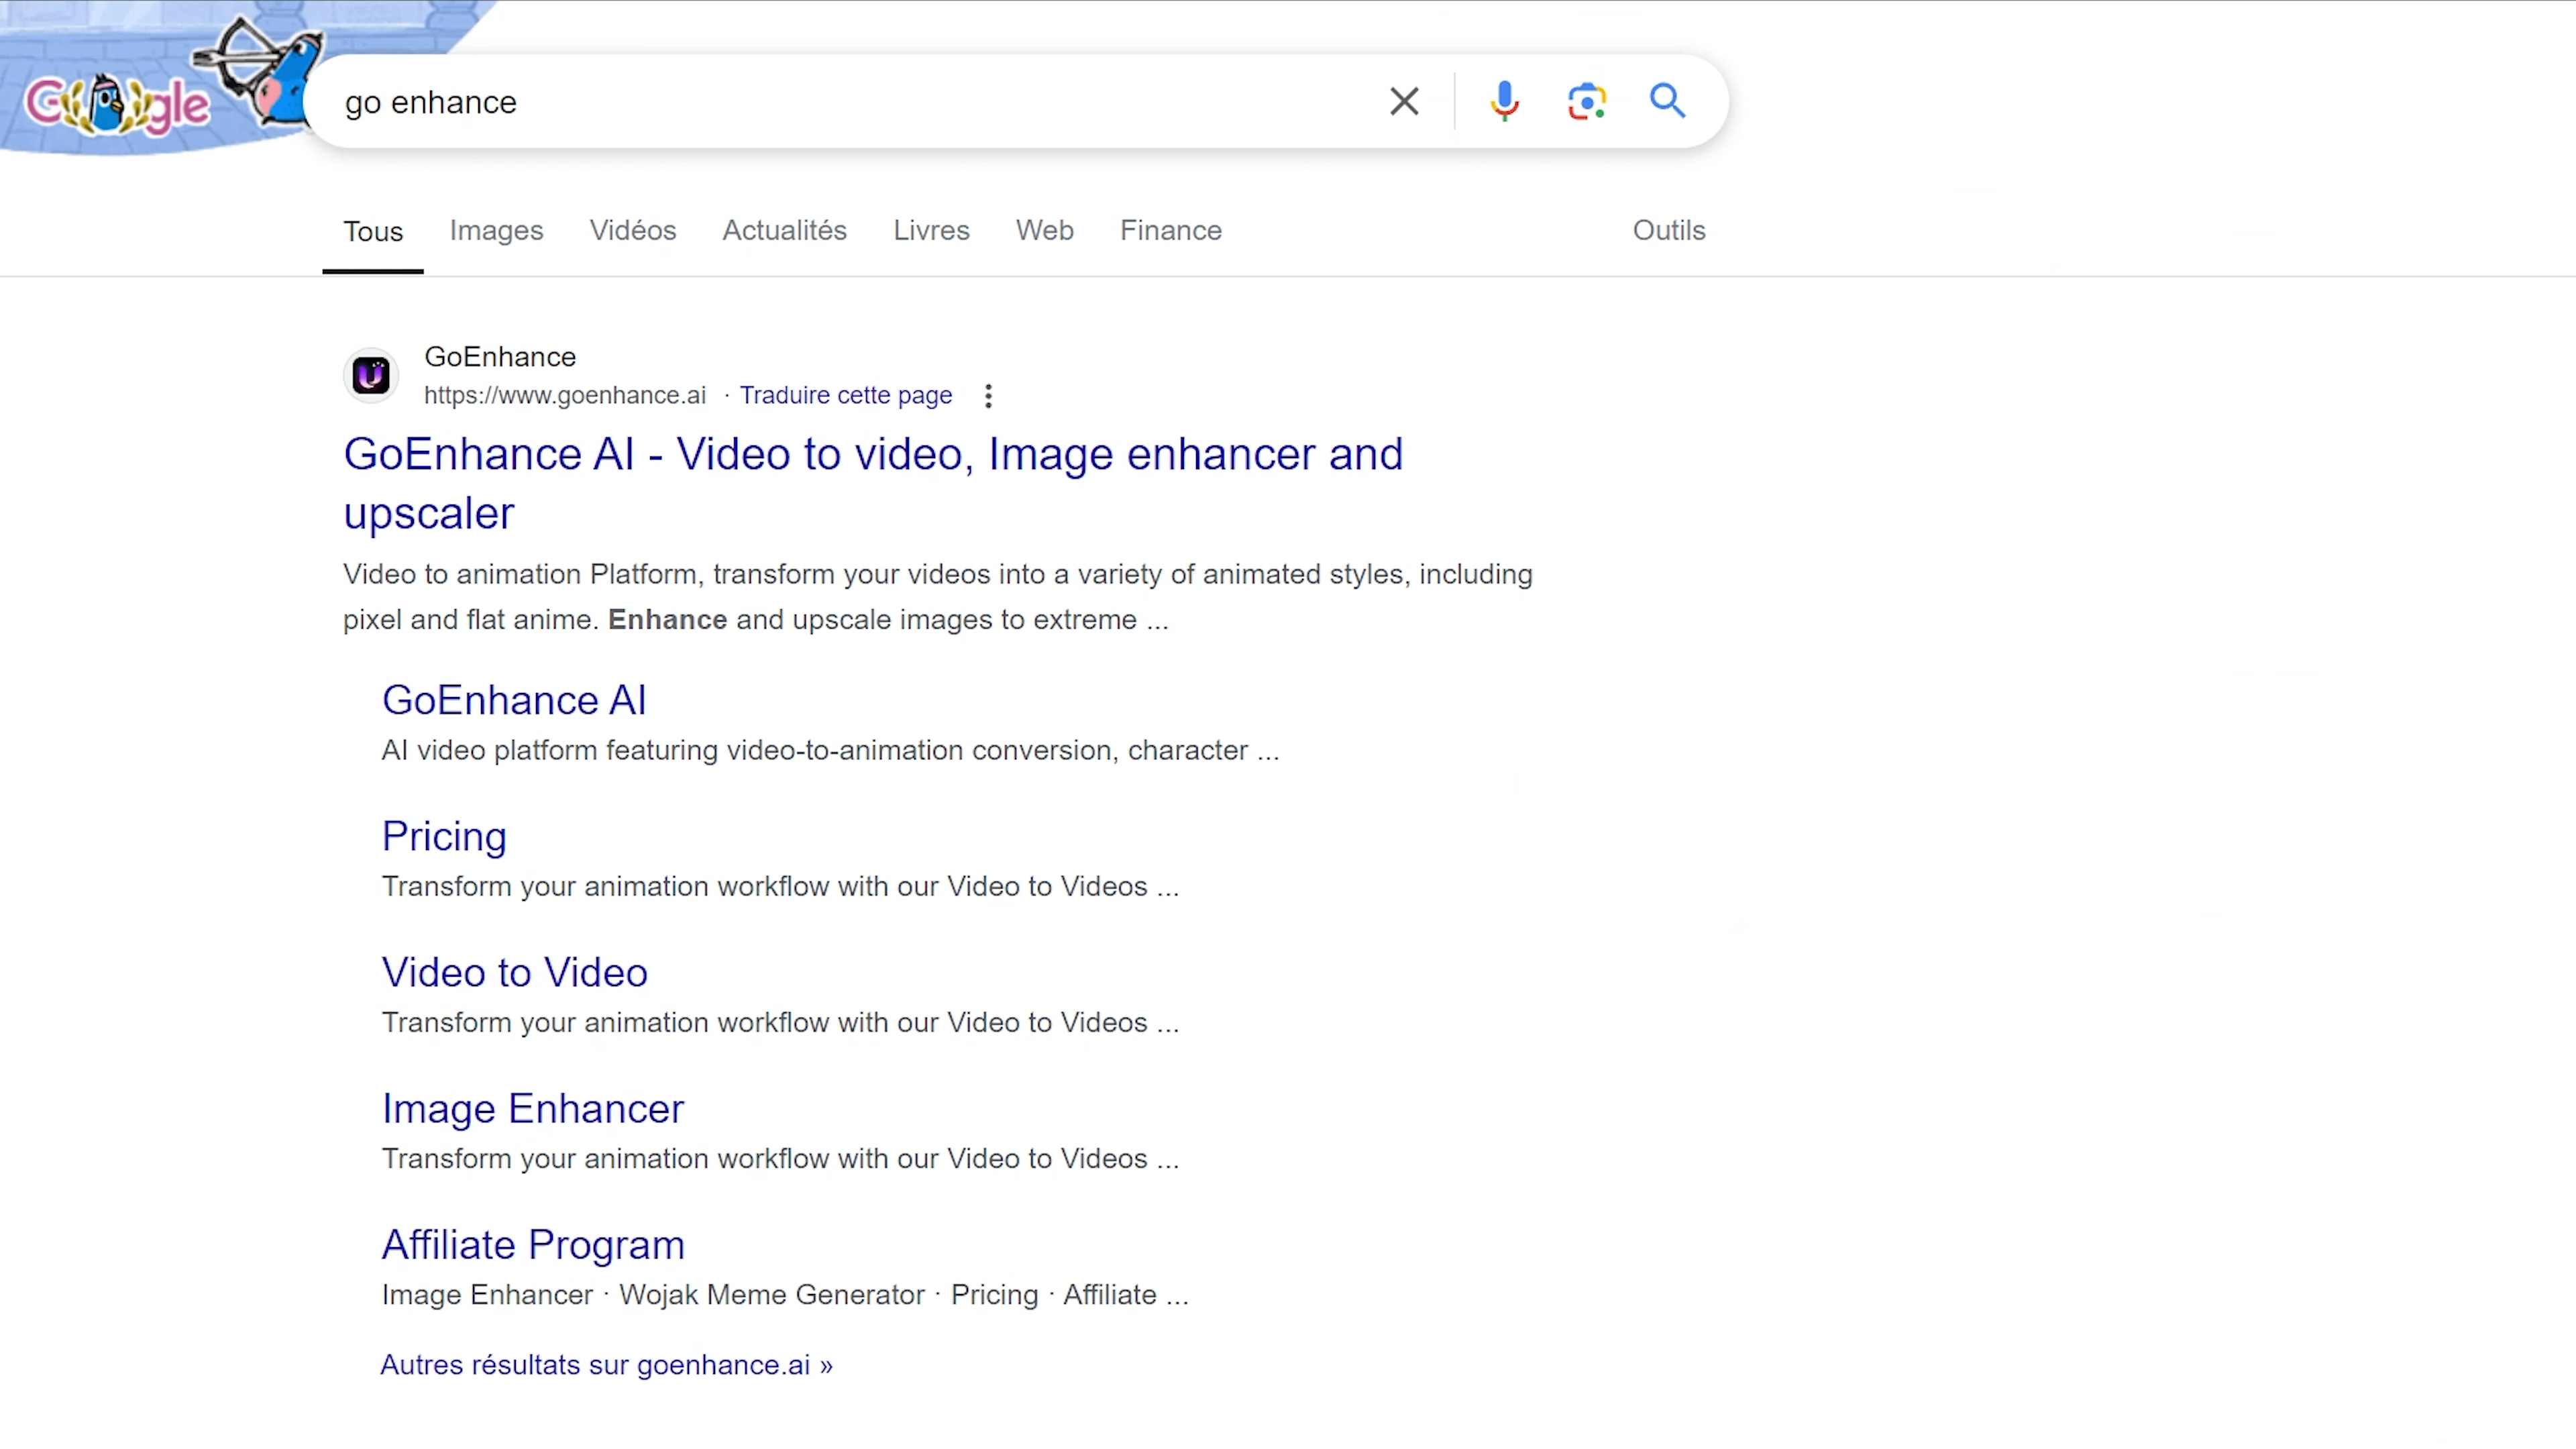 Google
go enhance
Tous Images Vidéos Actualités Livres Web Finance Outils
GoEnhance
https://www.goenhance.ai · Traduire cette page
GoEnhance AI - Video to video, Image enhancer and
upscaler
Video to animation Platform, transform your videos into a variety of animated styles, including
pixel and flat anime. Enhance and upscale images to extreme ...
GoEnhance AI
AI video platform featuring video-to-animation conversion, character ...
Pricing
Transform your animation workflow with our Video to Videos ...
Video to Video
Transform your animation workflow with our Video to Videos ...
Image Enhancer
Transform your animation workflow with our Video to Videos ...
Affiliate Program
Image Enhancer · Wojak Meme Generator · Pricing · Affiliate ...
Autres résultats sur goenhance.ai »